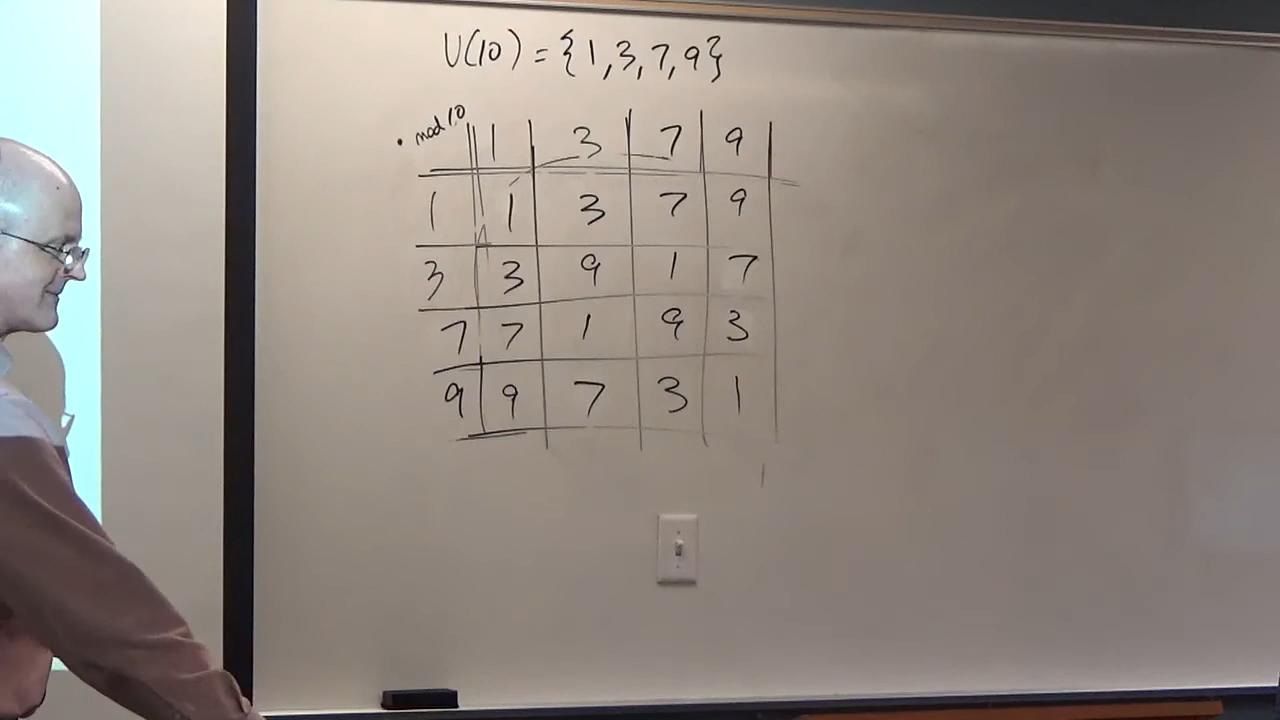 U(10) = {1,3,7,9}
· mod 10 1 3 7 9
1 1 3 7 9
3 3 9 1 7
7 7 1 9 3
9 9 7 3 1